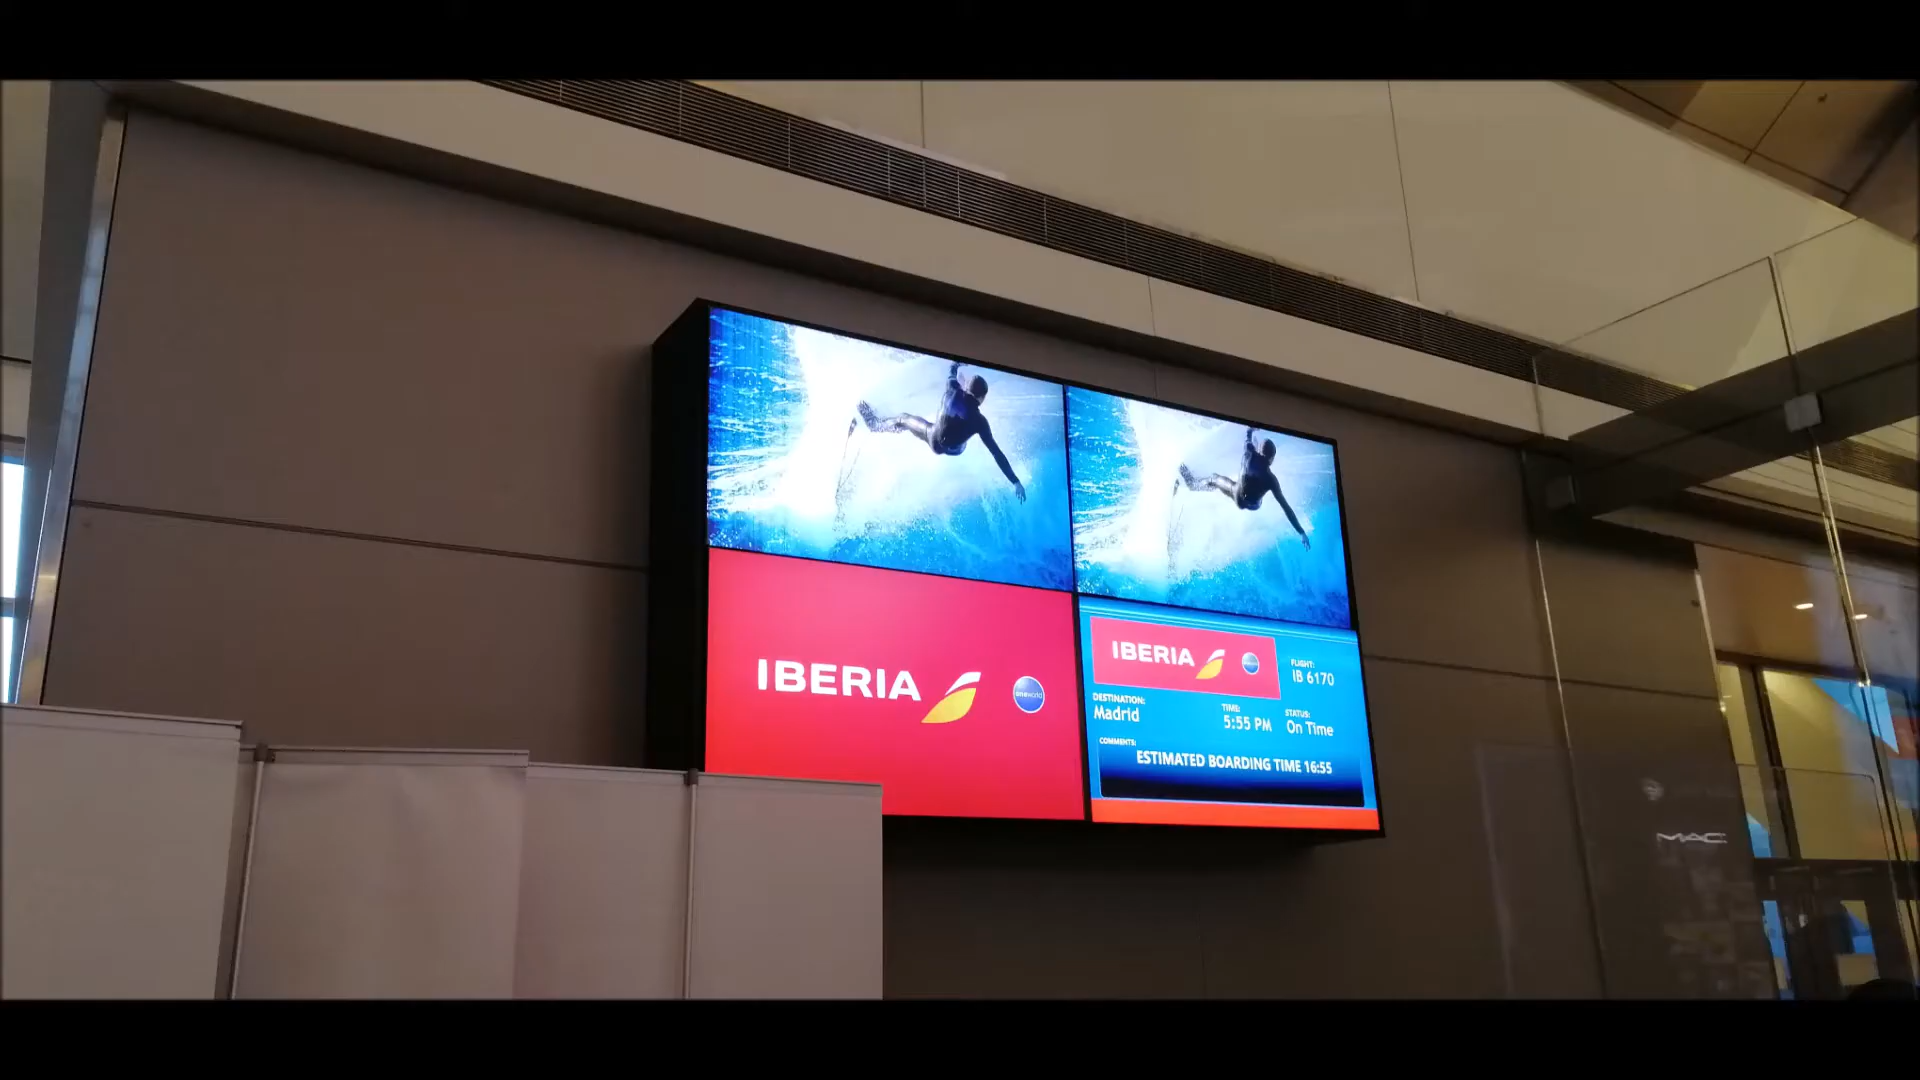 IBERIA
oneworld
IBERIA
FLIGHT:
IB 6170
DESTINATION:
Madrid
TIME:
5:55 PM
STATUS:
On Time
COMMENTS:
ESTIMATED BOARDING TIME 16:55
MAC